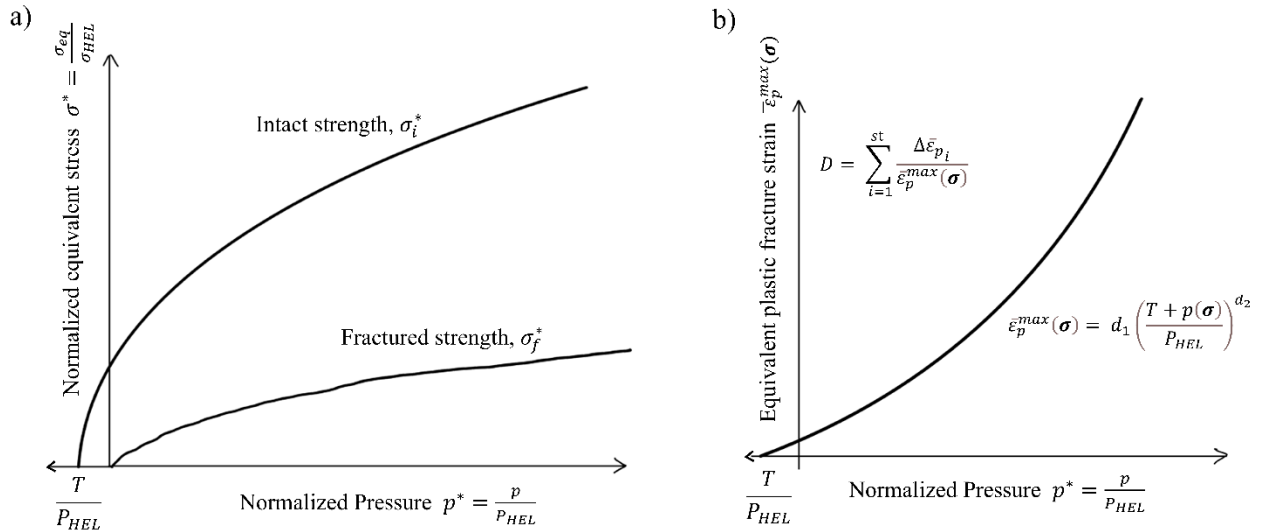 a)
Normalized equivalent stress σ* = σ_eq / σ_HEL
Intact strength, σ_i^*
Fractured strength, σ_f^*
T / P_HEL
Normalized Pressure p* = p / P_HEL
b)
Equivalent plastic fracture strain ε̄_p^max(σ)
D = ∑_{i=1}^{st} Δε̄_{p_i} / ε̄_p^max(σ)
ε̄_p^max(σ) = d_1 ((T + p(σ)) / P_HEL)^{d_2}
T / P_HEL
Normalized Pressure p* = p / P_HEL